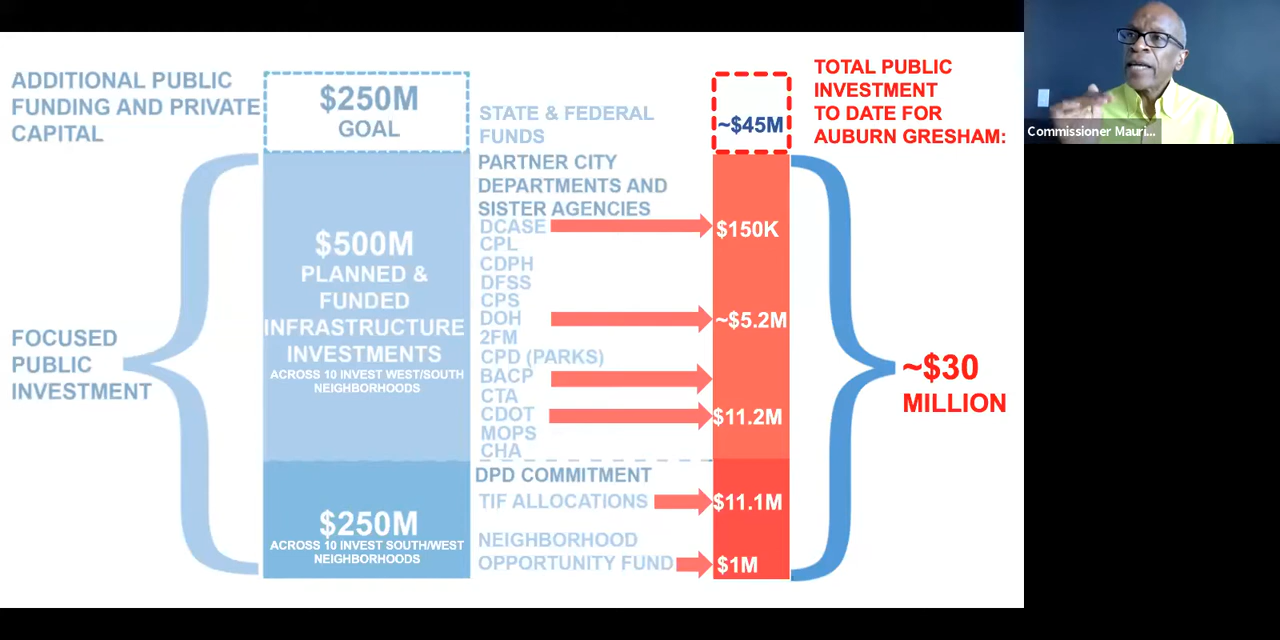 ADDITIONAL PUBLIC
FUNDING AND PRIVATE
CAPITAL
$250M
GOAL
STATE & FEDERAL
FUNDS
~$45M
TOTAL PUBLIC
INVESTMENT
TO DATE FOR
AUBURN GRESHAM:
Commissioner Mauri...
FOCUSED
PUBLIC
INVESTMENT
$500M
PLANNED &
FUNDED
INFRASTRUCTURE
INVESTMENTS
ACROSS 10 INVEST WEST/SOUTH
NEIGHBORHOODS
PARTNER CITY
DEPARTMENTS AND
SISTER AGENCIES
DCASE
CPL
CDPH
DFSS
CPS
DOH
2FM
CPD (PARKS)
BACP
CTA
CDOT
MOPS
CHA
$150K
~$5.2M
$11.2M
~$30
MILLION
$250M
ACROSS 10 INVEST SOUTH/WEST
NEIGHBORHOODS
DPD COMMITMENT
TIF ALLOCATIONS
$11.1M
NEIGHBORHOOD
OPPORTUNITY FUND
$1M